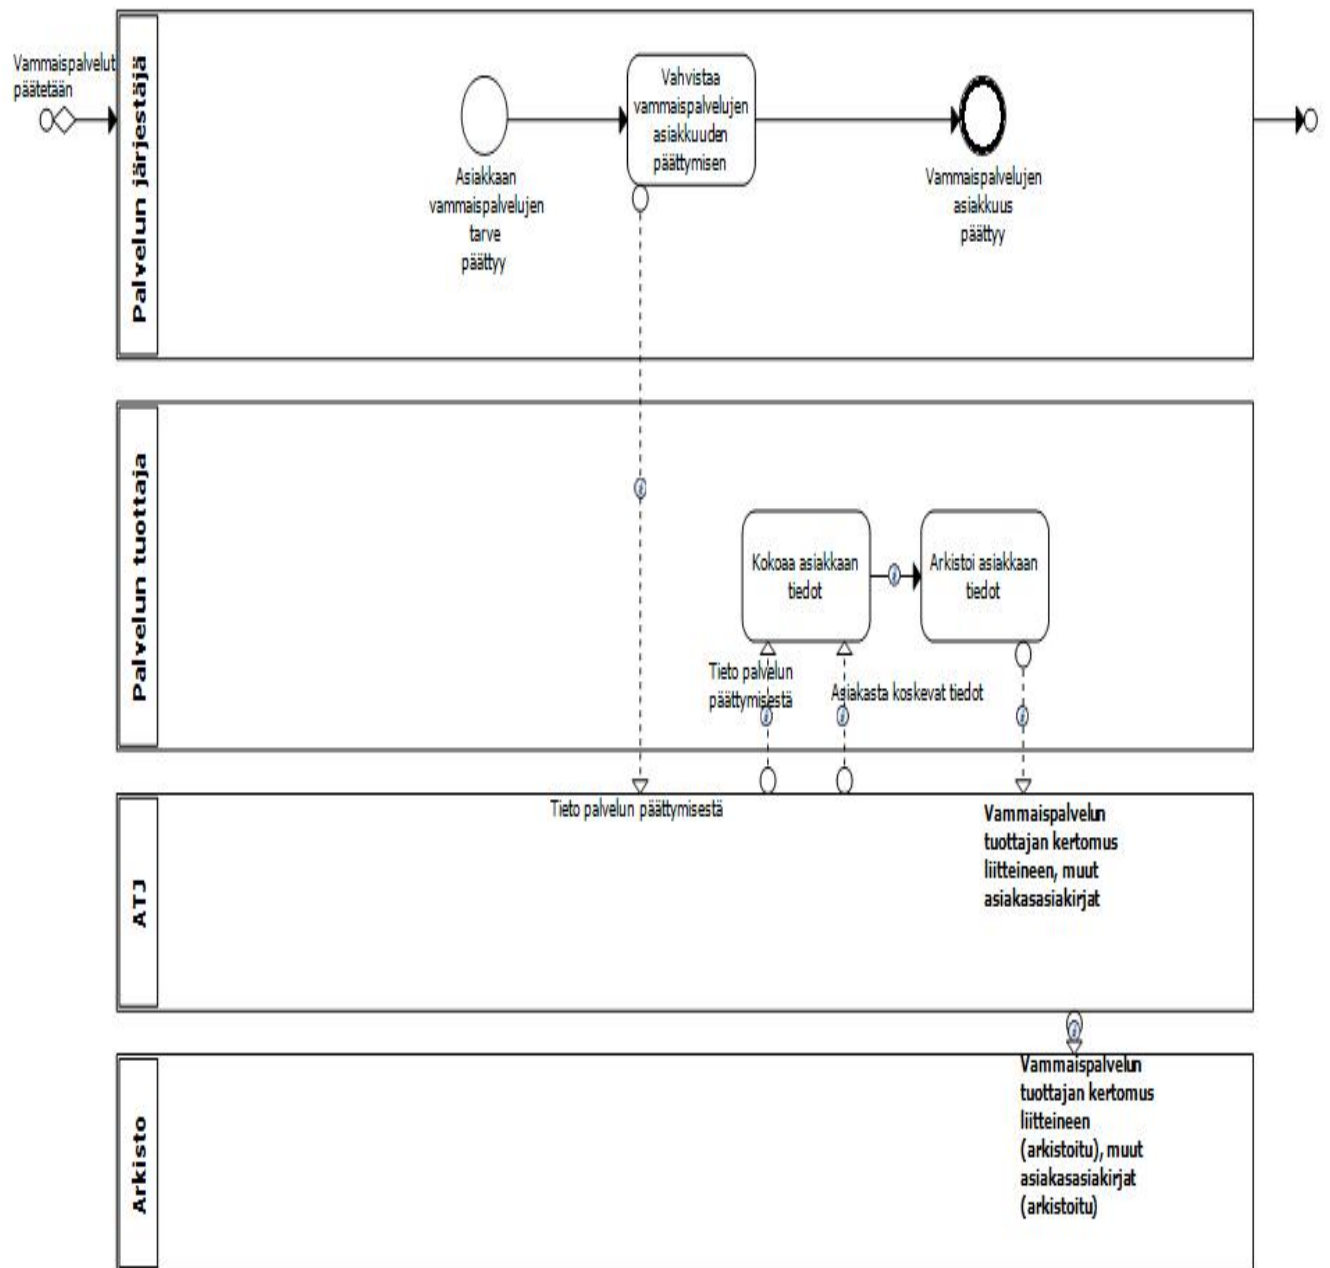 Vammaispalvelut
päätetään
Palvelun järjestäjä
Asiakkaan
vammaispalvelujen
tarve
päättyy
Vahvistaa
vammaispalvelujen
asiakkuuden
päättymisen
Vammaispalvelujen
asiakkuus
päättyy
Palvelun tuottaja
Kokoaa asiakkaan
tiedot
Arkistoi asiakkaan
tiedot
Tieto palvelun
päättymisestä
Asiakasta koskevat tiedot
ATJ
Tieto palvelun päättymisestä
Vammaispalvelun
tuottajan kertomus
liitteineen, muut
asiakasasiakirjat
Arkisto
Vammaispalvelun
tuottajan kertomus
liitteineen
(arkistoitu), muut
asiakasasiakirjat
(arkistoitu)